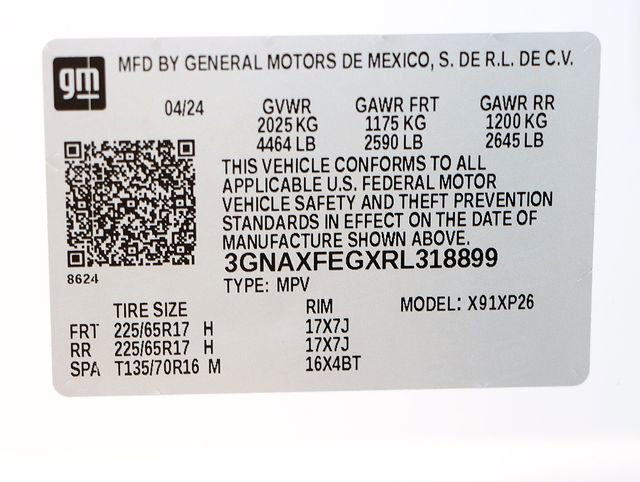 gm MFD BY GENERAL MOTORS DE MEXICO, S. DE R.L. DE C.V.
04/24 GVWR GAWR FRT GAWR RR
2025 KG 1175 KG 1200 KG
4464 LB 2590 LB 2645 LB
THIS VEHICLE CONFORMS TO ALL
APPLICABLE U.S. FEDERAL MOTOR
VEHICLE SAFETY AND THEFT PREVENTION
STANDARDS IN EFFECT ON THE DATE OF
MANUFACTURE SHOWN ABOVE.
3GNAXFEGXRL318899
8624
TYPE: MPV
TIRE SIZE RIM MODEL: X91XP26
FRT 225/65R17 H 17X7J
RR 225/65R17 H 17X7J
SPA T135/70R16 M 16X4BT